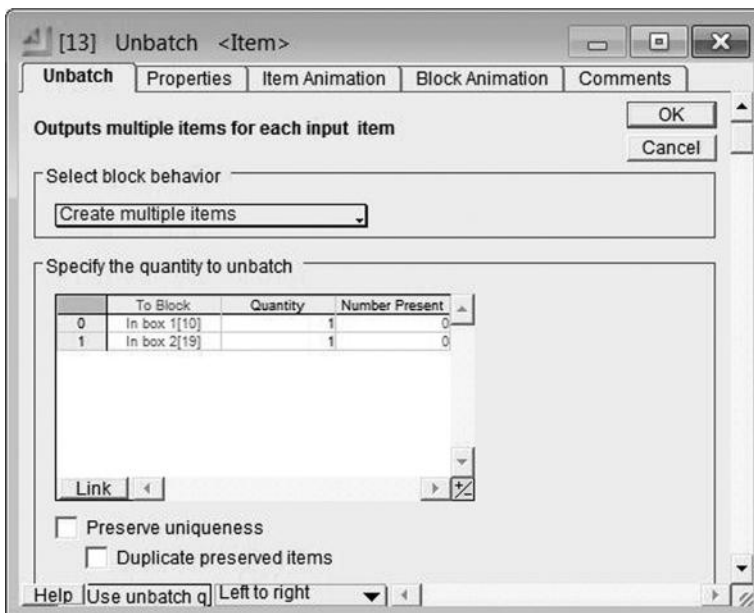 [13] Unbatch <Item>
Unbatch Properties Item Animation Block Animation Comments
Outputs multiple items for each input item
OK
Cancel
Select block behavior
Create multiple items
Specify the quantity to unbatch
To Block Quantity Number Present
0 In box 1[10] 1 0
1 In box 2[19] 1 0
Link
Preserve uniqueness
Duplicate preserved items
Help Use unbatch q Left to right